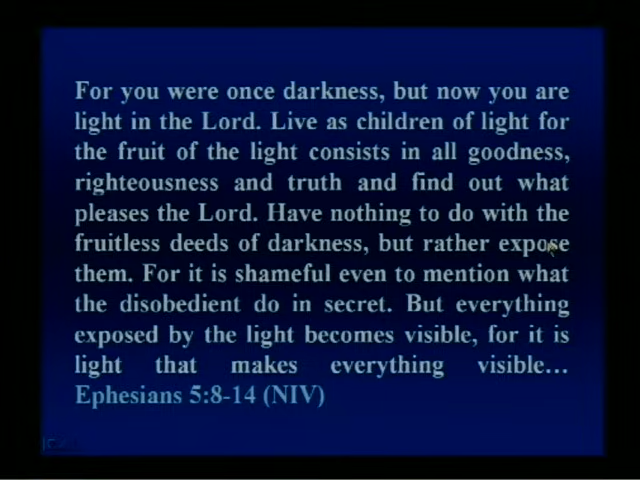 For you were once darkness, but now you are
light in the Lord. Live as children of light for
the fruit of the light consists in all goodness,
righteousness and truth and find out what
pleases the Lord. Have nothing to do with the
fruitless deeds of darkness, but rather expose
them. For it is shameful even to mention what
the disobedient do in secret. But everything
exposed by the light becomes visible, for it is
light that makes everything visible…
Ephesians 5:8-14 (NIV)